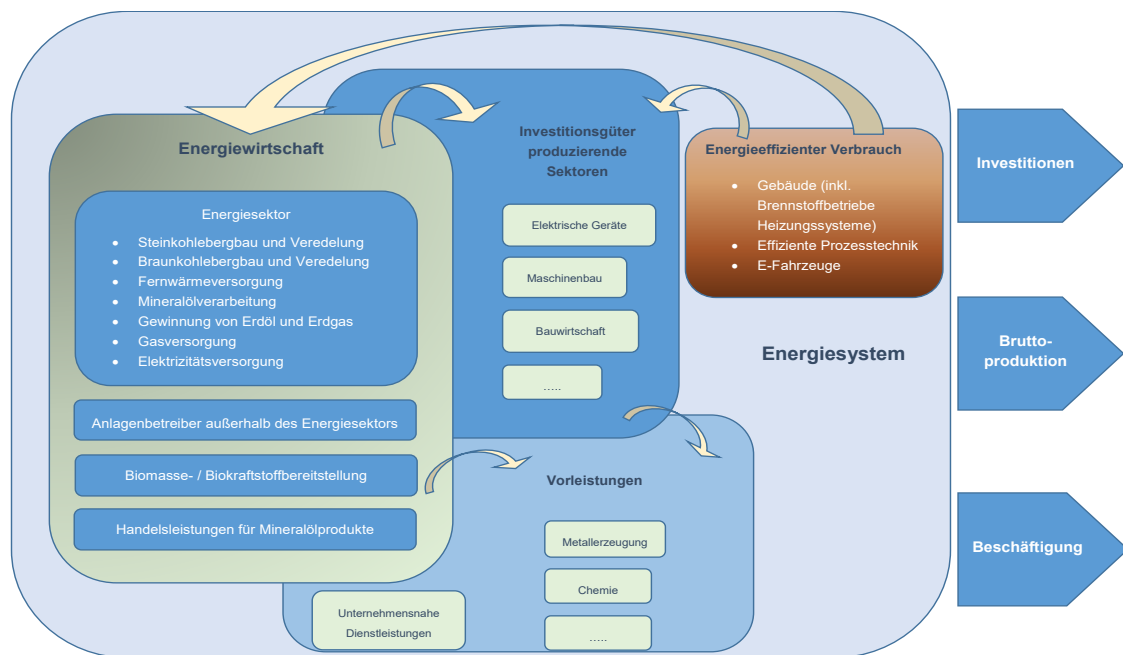 Energiewirtschaft
Energiesektor
• Steinkohlebergbau und Veredelung
• Braunkohlebergbau und Veredelung
• Fernwärmeversorgung
• Mineralölverarbeitung
• Gewinnung von Erdöl und Erdgas
• Gasversorgung
• Elektrizitätsversorgung
Anlagenbetreiber außerhalb des Energiesektors
Biomasse- / Biokraftstoffbereitstellung
Handelsleistungen für Mineralölprodukte
Investitionsgüter
produzierende
Sektoren
Elektrische Geräte
Maschinenbau
Bauwirtschaft
…..
Energieeffizienter Verbrauch
• Gebäude (inkl.
Brennstoffbetriebe
Heizungssysteme)
• Effiziente Prozesstechnik
• E-Fahrzeuge
Energiesystem
Vorleistungen
Metallerzeugung
Chemie
…..
Unternehmensnahe
Dienstleistungen
Investitionen
Brutto-
produktion
Beschäftigung